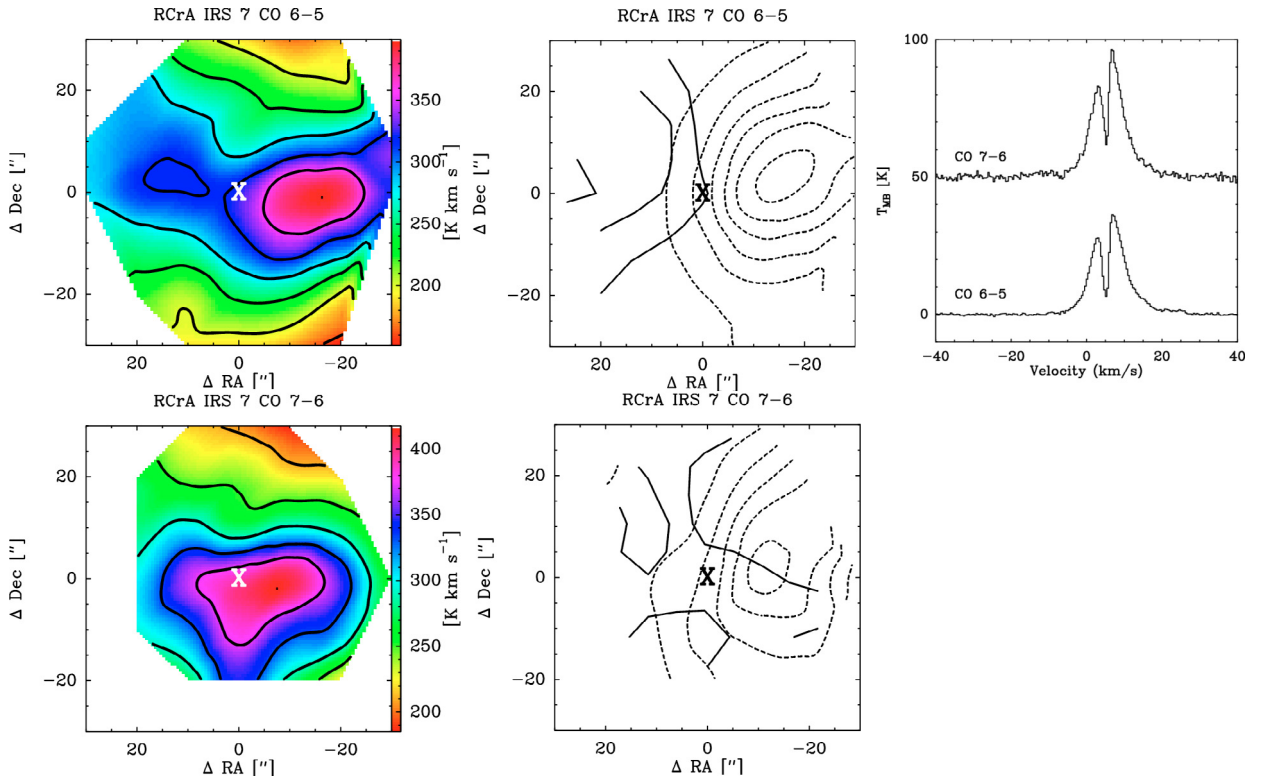 RCrA IRS 7 CO 6-5
20
0
-20
Δ Dec ["]
20
0
-20
Δ RA ["]
350
300
250
200
[K km s⁻¹]
RCrA IRS 7 CO 6-5
20
0
-20
Δ Dec ["]
X
X
20
0
-20
Δ RA ["]
100
50
0
T_MB [K]
CO 7-6
CO 6-5
-40
-20
0
20
40
Velocity (km/s)
RCrA IRS 7 CO 7-6
20
0
-20
Δ Dec ["]
X
20
0
-20
Δ RA ["]
400
350
300
250
200
[K km s⁻¹]
RCrA IRS 7 CO 7-6
20
0
-20
Δ Dec ["]
X
20
0
-20
Δ RA ["]